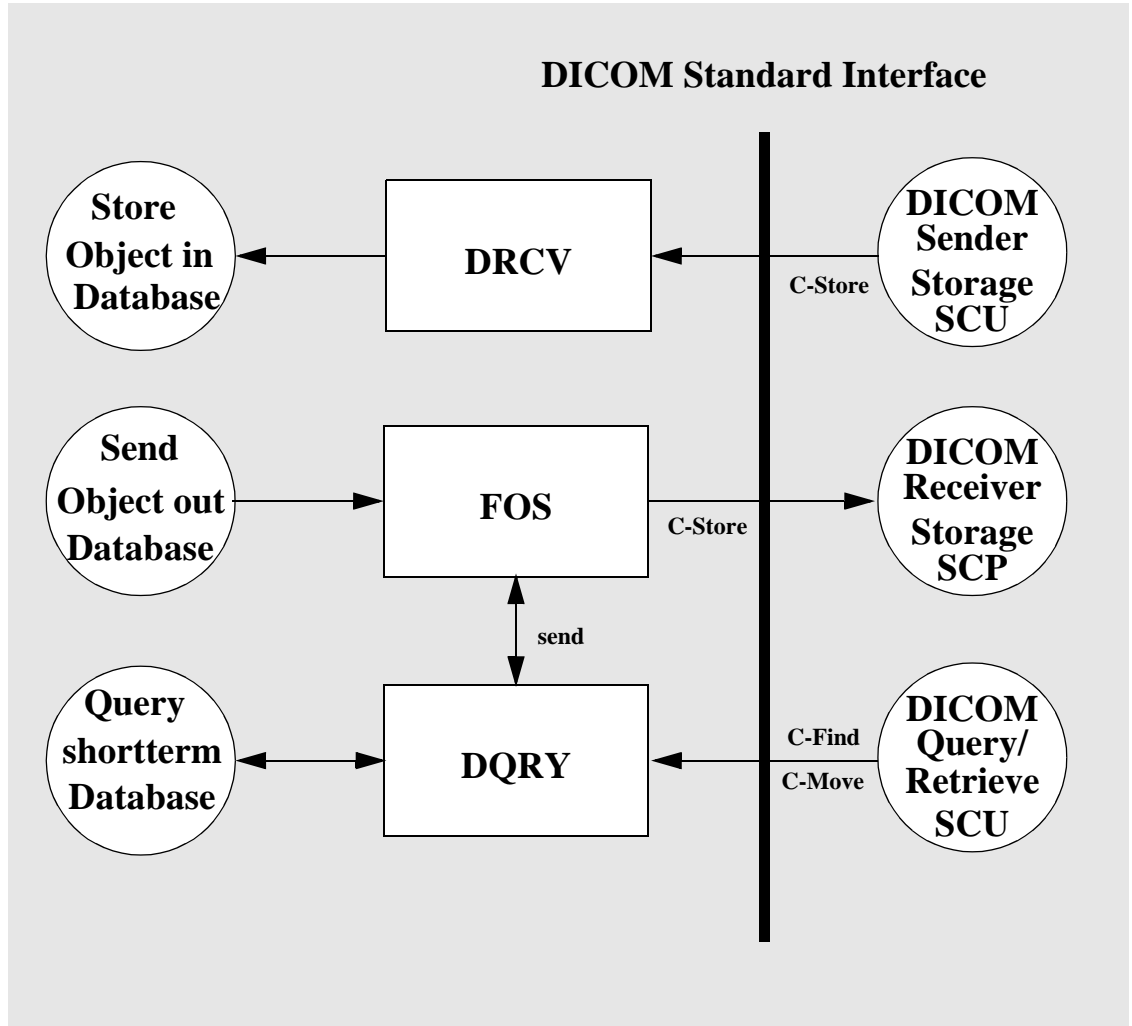 DICOM Standard Interface
Store
Object in
Database
DRCV
C-Store
DICOM
Sender
Storage
SCU
Send
Object out
Database
FOS
C-Store
DICOM
Receiver
Storage
SCP
send
Query
shortterm
Database
DQRY
C-Find
C-Move
DICOM
Query/
Retrieve
SCU